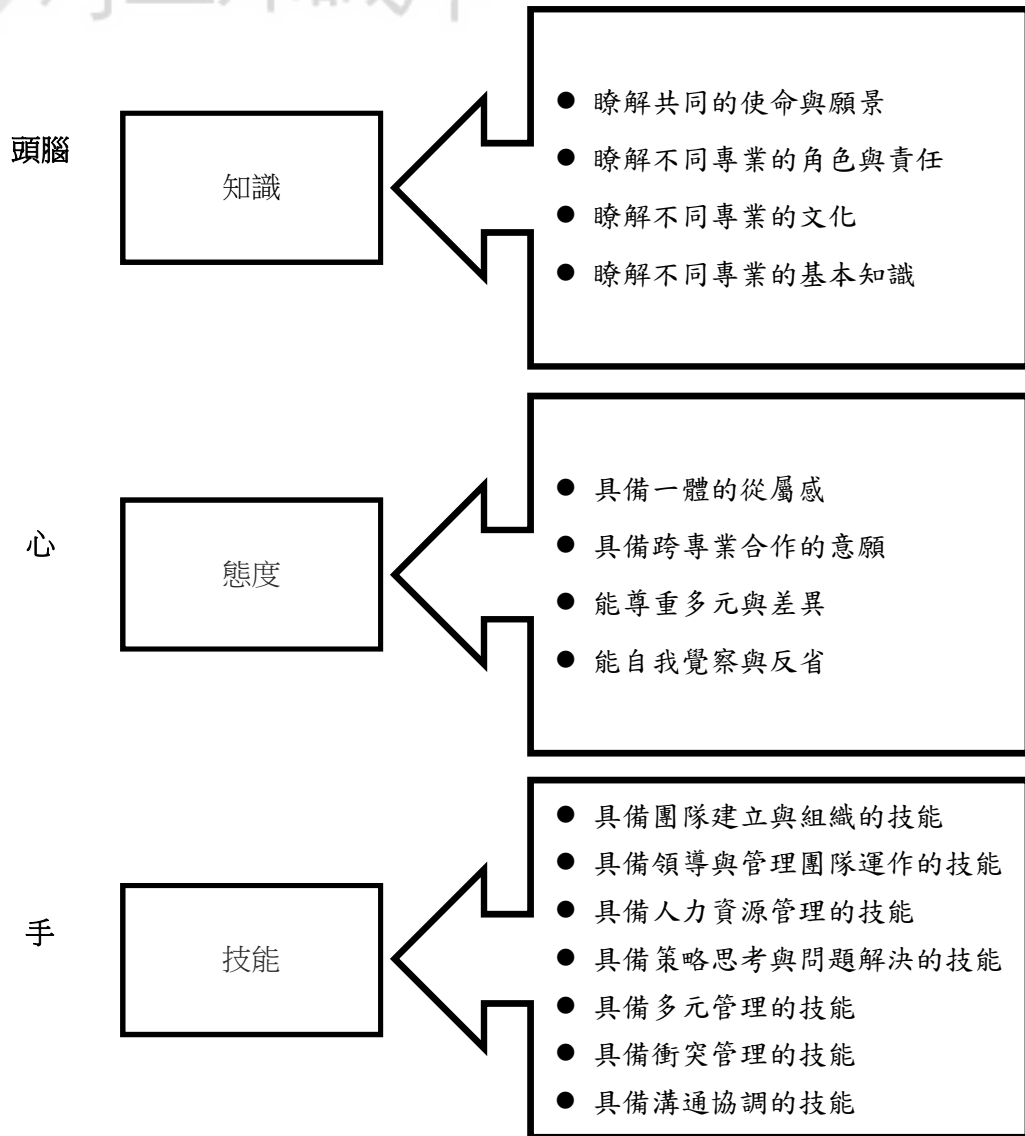 頭腦
知識
● 瞭解共同的使命與願景
● 瞭解不同專業的角色與責任
● 瞭解不同專業的文化
● 瞭解不同專業的基本知識
心
態度
● 具備一體的從屬感
● 具備跨專業合作的意願
● 能尊重多元與差異
● 能自我覺察與反省
手
技能
● 具備團隊建立與組織的技能
● 具備領導與管理團隊運作的技能
● 具備人力資源管理的技能
● 具備策略思考與問題解決的技能
● 具備多元管理的技能
● 具備衝突管理的技能
● 具備溝通協調的技能